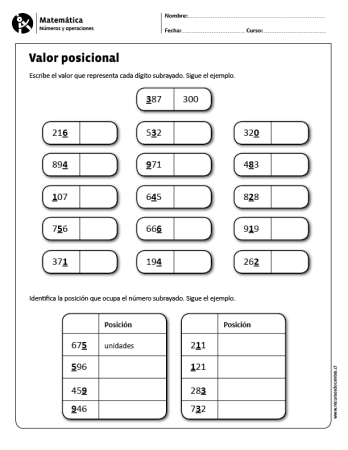 Matemática
Números y operaciones
Nombre:
Fecha: Curso:
Valor posicional
Escribe el valor que representa cada dígito subrayado. Sigue el ejemplo.
387 300
216 532 320
894 971 483
107 645 828
756 666 919
371 194 262
Identifica la posición que ocupa el número subrayado. Sigue el ejemplo.
Posición Posición
675 unidades 211
596 121
459 283
946 732
www.recursosdocentes.cl